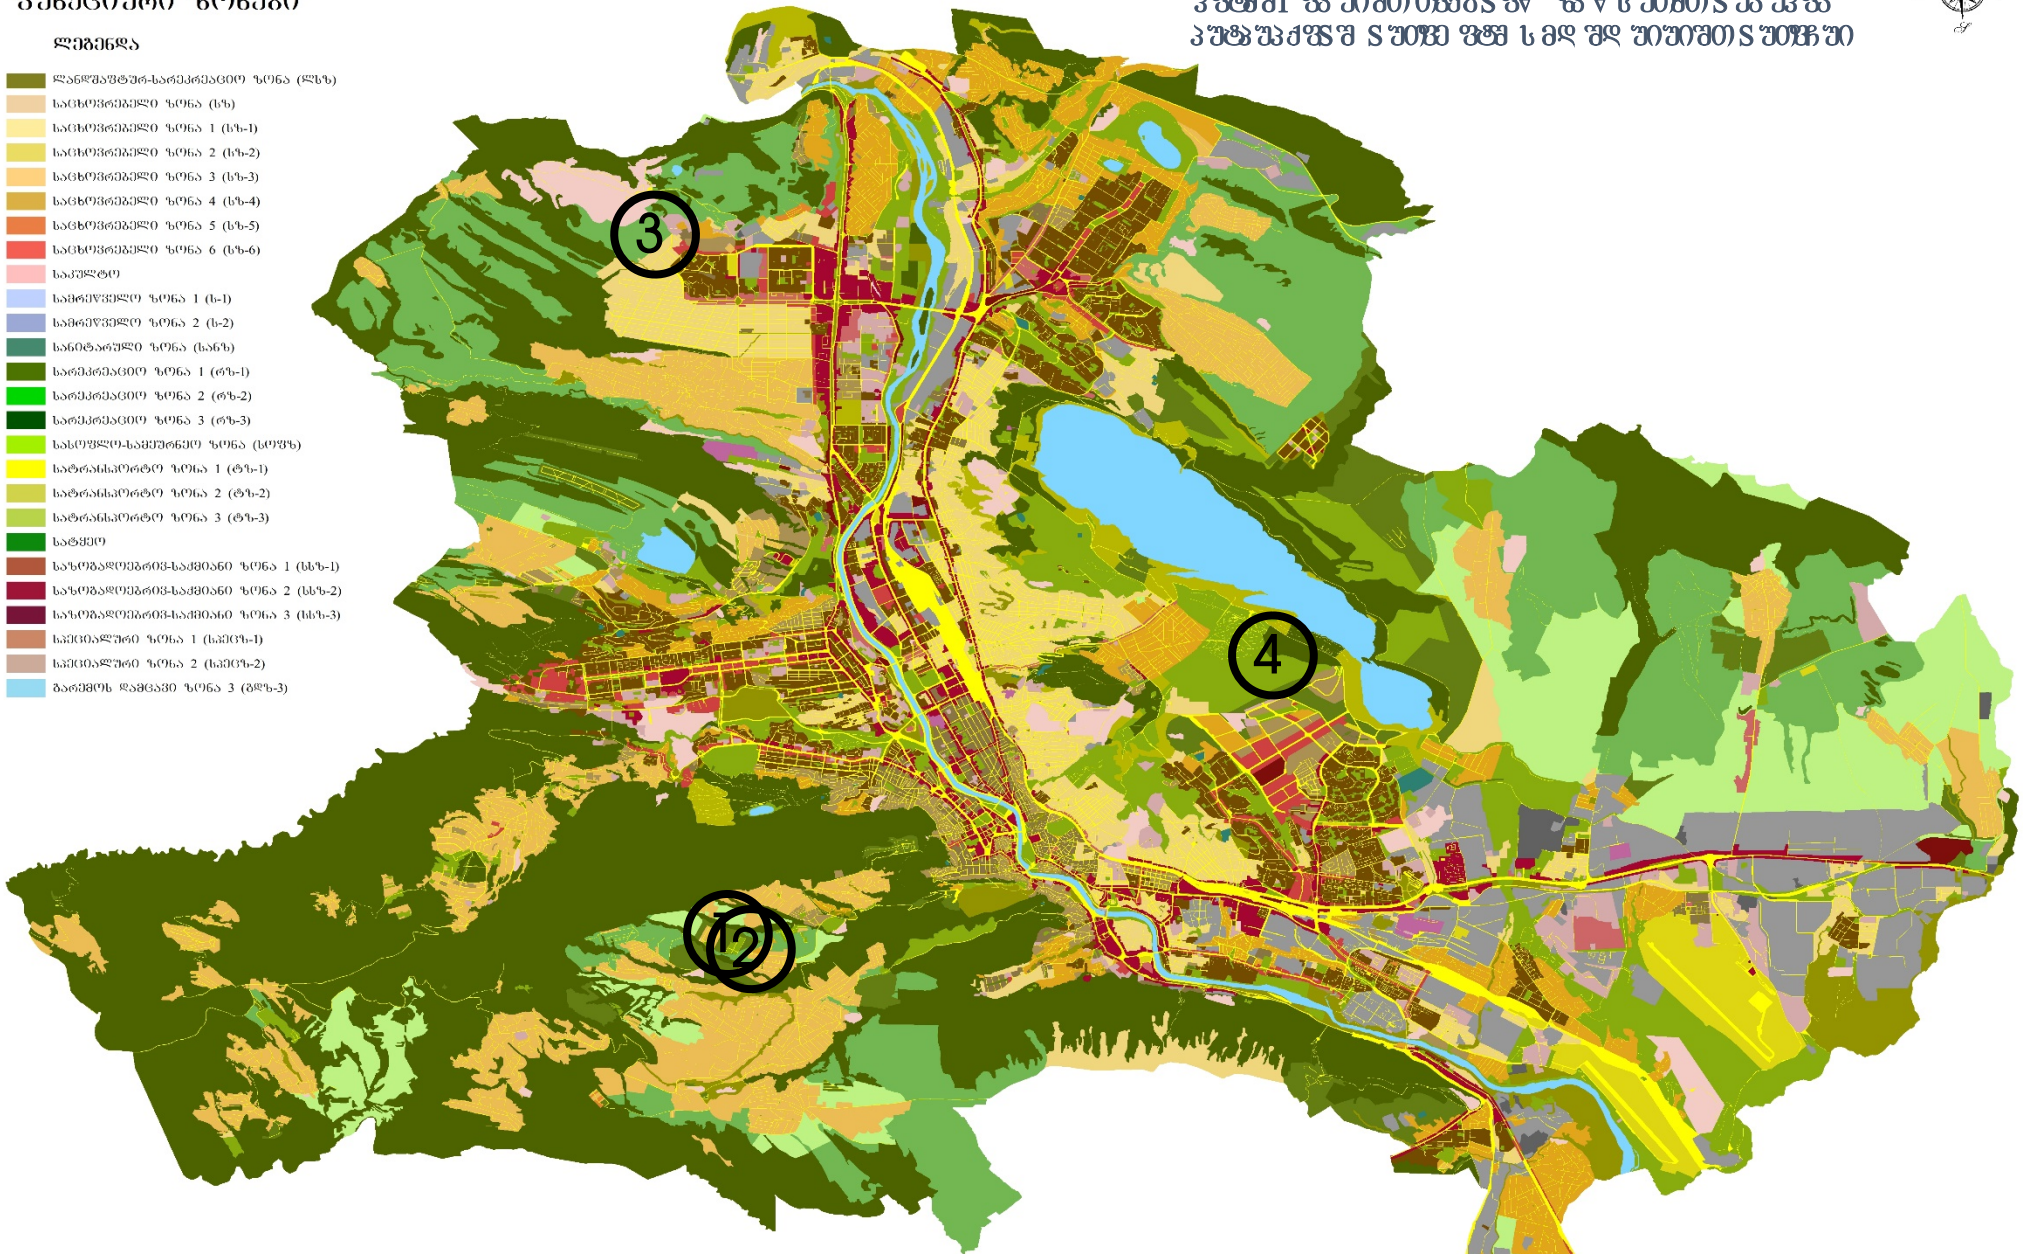 ფუნქციური ზონები
ლეგენდა
ლანდშაფტურ-სარეკრეაციო ზონა (ლსზ)
საცხოვრებელი ზონა (სზ)
საცხოვრებელი ზონა 1 (სზ-1)
საცხოვრებელი ზონა 2 (სზ-2)
საცხოვრებელი ზონა 3 (სზ-3)
საცხოვრებელი ზონა 4 (სზ-4)
საცხოვრებელი ზონა 5 (სზ-5)
საცხოვრებელი ზონა 6 (სზ-6)
საკულტო
სამრეწველო ზონა 1 (ს-1)
სამრეწველო ზონა 2 (ს-2)
სანიტარული ზონა (სანზ)
სარეკრეაციო ზონა 1 (რზ-1)
სარეკრეაციო ზონა 2 (რზ-2)
სარეკრეაციო ზონა 3 (რზ-3)
სასოფლო-სამეურნეო ზონა (სოფზ)
სატრანსპორტო ზონა 1 (ტზ-1)
სატრანსპორტო ზონა 2 (ტზ-2)
სატრანსპორტო ზონა 3 (ტზ-3)
სატყეო
საზოგადოებრივ-საქმიანი ზონა 1 (სსზ-1)
საზოგადოებრივ-საქმიანი ზონა 2 (სსზ-2)
საზოგადოებრივ-საქმიანი ზონა 3 (სსზ-3)
სპეციალური ზონა 1 (სპეცზ-1)
სპეციალური ზონა 2 (სპეცზ-2)
გარემოს დამცავი ზონა 3 (გდზ-3)
3
4
1
2